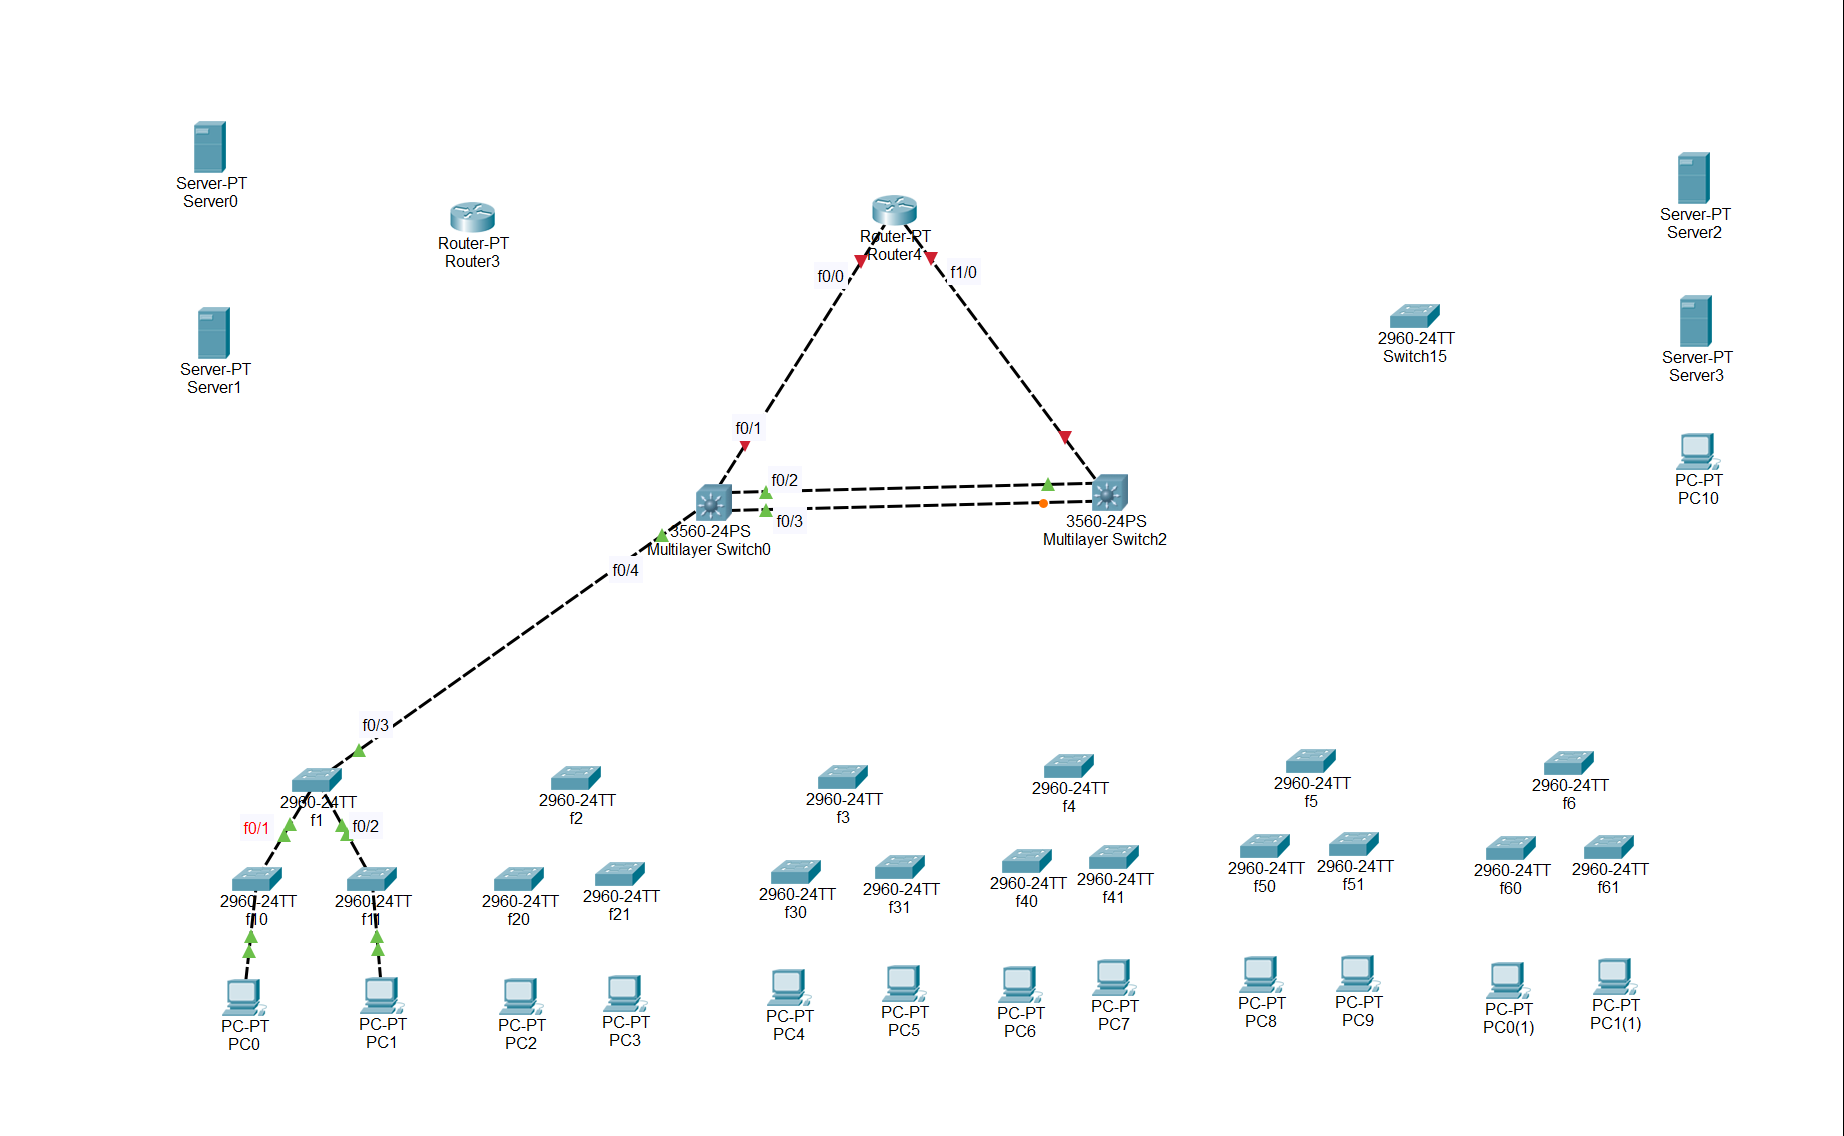 Server-PT
Server0
Router-PT
Router3
Router-PT
Router4
f0/0
f1/0
Server-PT
Server2
Server-PT
Server1
2960-24TT
Switch15
Server-PT
Server3
f0/1
f0/2
f0/3
3560-24PS
Multilayer Switch0
3560-24PS
Multilayer Switch2
PC-PT
PC10
f0/4
f0/3
2960-24TT
f1
f0/1
f0/2
2960-24TT
f2
2960-24TT
f3
2960-24TT
f4
2960-24TT
f5
2960-24TT
f6
2960-24TT
f10
2960-24TT
f11
2960-24TT
f20
2960-24TT
f21
2960-24TT
f30
2960-24TT
f31
2960-24TT
f40
2960-24TT
f41
2960-24TT
f50
2960-24TT
f51
2960-24TT
f60
2960-24TT
f61
PC-PT
PC0
PC-PT
PC1
PC-PT
PC2
PC-PT
PC3
PC-PT
PC4
PC-PT
PC5
PC-PT
PC6
PC-PT
PC7
PC-PT
PC8
PC-PT
PC9
PC-PT
PC0(1)
PC-PT
PC1(1)